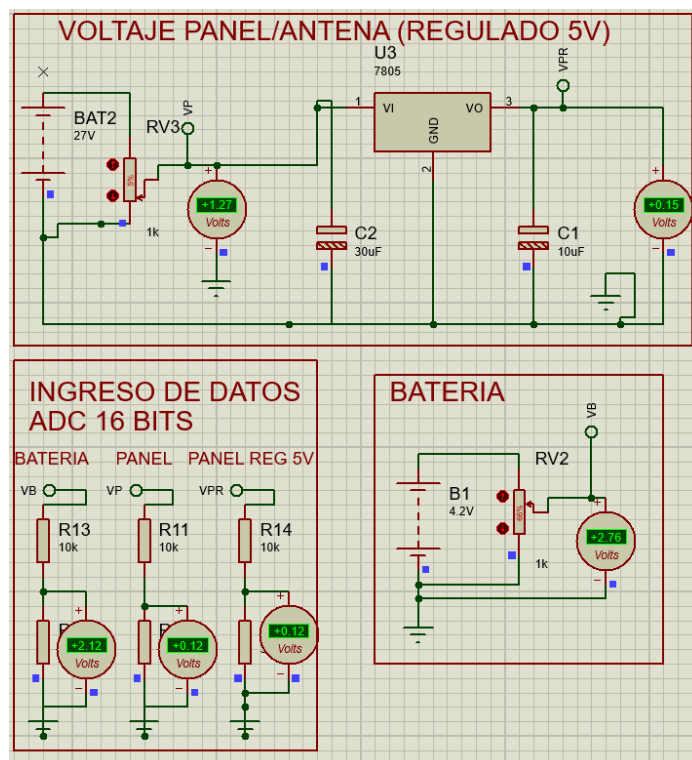 VOLTAJE PANEL/ANTENA (REGULADO 5V)
U3
7805
VPR
BAT2
27V
RV3
VP
1
VI
VO
3
GND
2
5%
+1.27
Volts
+0.15
Volts
1k
C2
30uF
C1
10uF
INGRESO DE DATOS
ADC 16 BITS
BATERIA
PANEL
PANEL REG 5V
VB
VP
VPR
R13
10k
R11
10k
R14
10k
+2.12
Volts
+0.12
Volts
+0.12
Volts
BATERIA
VB
RV2
B1
4.2V
66%
+2.76
Volts
1k